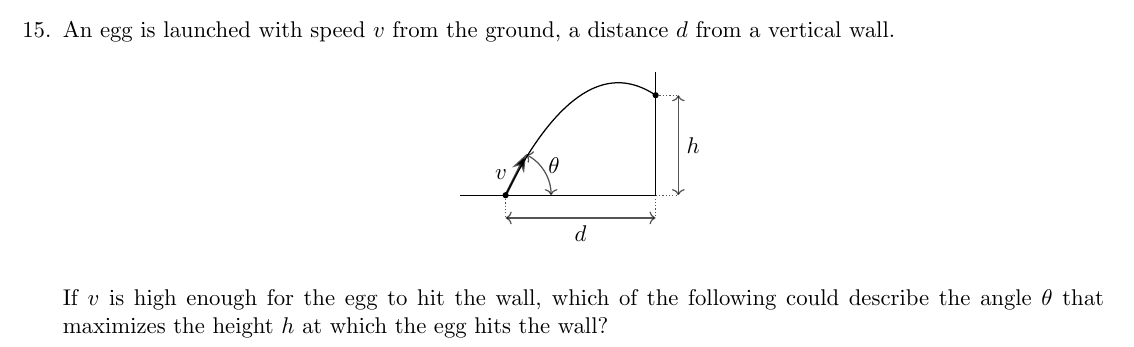 15. An egg is launched with speed v from the ground, a distance d from a vertical wall.
v
θ
h
d
If v is high enough for the egg to hit the wall, which of the following could describe the angle θ that
maximizes the height h at which the egg hits the wall?